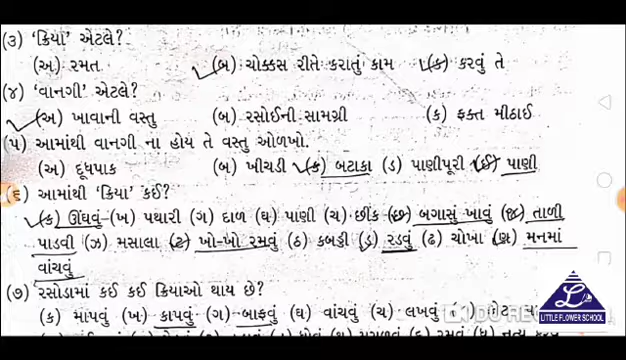 (૩) 'ક્રિયા' એટલે?
(અ) રમત (બ) ચોક્કસ રીતે કરાતું કામ (ક) કરવું તે
(૪) 'વાનગી' એટલે?
(અ) ખાવાની વસ્તુ (બ) રસોઈની સામગ્રી (ક) ફક્ત મીઠાઈ
(૫) આમાંથી વાનગી ના હોય તે વસ્તુ ઓળખો.
(અ) દૂધપાક (બ) ખીચડી (ક) બટાકા (ડ) પાણીપૂરી (ઈ) પાણી
(૬) આમાંથી 'ક્રિયા' કઈ?
(ક) ઊંઘવું (ખ) પથારી (ગ) દાળ (ઘ) પાણી (ચ) છીંક (છ) બગાસું ખાવું (જ) તાળી
પાડવી (ઝ) મસાલા (ટ) ખો-ખો રમવું (ઠ) કબડ્ડી (ડ) રડવું (ઢ) ચોખા (ણ) મનમાં
વાંચવું
(૭) રસોડામાં કઈ કઈ ક્રિયાઓ થાય છે?
(ક) માંપવું (ખ) કાપવું (ગ) બાફવું (ઘ) વાંચવું (ચ) લખવું
LITTLE FLOWER SCHOOL